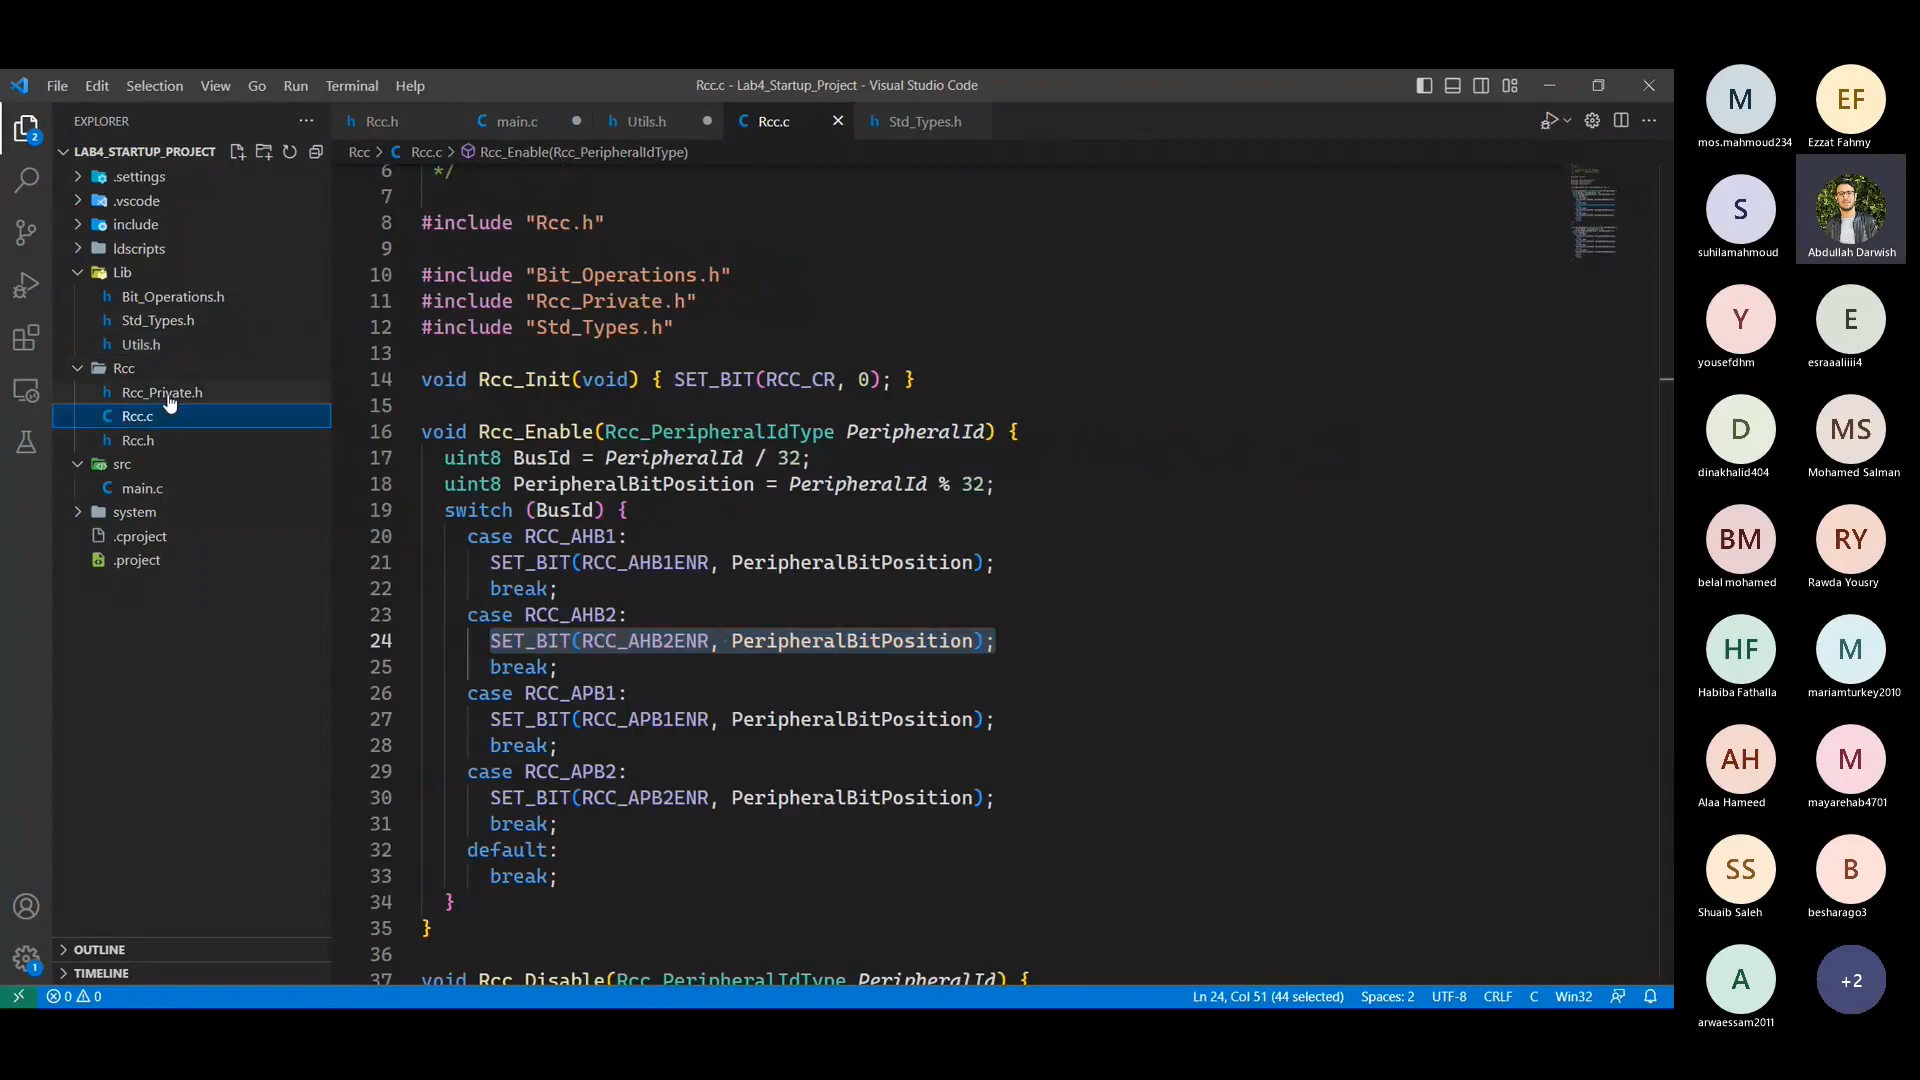 File Edit Selection View Go Run Terminal Help
Rcc.c - Lab4_Startup_Project - Visual Studio Code
EXPLORER
LAB4_STARTUP_PROJECT
.settings
.vscode
include
ldscripts
Lib
Bit_Operations.h
Std_Types.h
Utils.h
Rcc
Rcc_Private.h
Rcc.c
Rcc.h
src
main.c
system
.cproject
.project
OUTLINE
TIMELINE
Rcc.h main.c Utils.h Rcc.c Std_Types.h
Rcc > Rcc.c > Rcc_Enable(Rcc_PeripheralIdType)
6 */
7
8 #include "Rcc.h"
9
10 #include "Bit_Operations.h"
11 #include "Rcc_Private.h"
12 #include "Std_Types.h"
13
14 void Rcc_Init(void) { SET_BIT(RCC_CR, 0); }
15
16 void Rcc_Enable(Rcc_PeripheralIdType PeripheralId) {
17 uint8 BusId = PeripheralId / 32;
18 uint8 PeripheralBitPosition = PeripheralId % 32;
19 switch (BusId) {
20 case RCC_AHB1:
21 SET_BIT(RCC_AHB1ENR, PeripheralBitPosition);
22 break;
23 case RCC_AHB2:
24 SET_BIT(RCC_AHB2ENR, PeripheralBitPosition);
25 break;
26 case RCC_APB1:
27 SET_BIT(RCC_APB1ENR, PeripheralBitPosition);
28 break;
29 case RCC_APB2:
30 SET_BIT(RCC_APB2ENR, PeripheralBitPosition);
31 break;
32 default:
33 break;
34 }
35 }
36
37 void Rcc_Disable(Rcc_PeripheralIdType PeripheralId) {
2
1
0 0
Ln 24, Col 51 (44 selected) Spaces: 2 UTF-8 CRLF C Win32
M EF
mos.mahmoud234 Ezzat Fahmy
S
suhilamahmoud Abdullah Darwish
Y E
yousefdhm esraaliiii4
D MS
dinakhalid404 Mohamed Salman
BM RY
belal mohamed Rawda Yousry
HF M
Habiba Fathalla mariamturkey2010
AH M
Alaa Hameed mayarehab4701
SS B
Shuaib Saleh besharago3
A +2
arwaessam2011